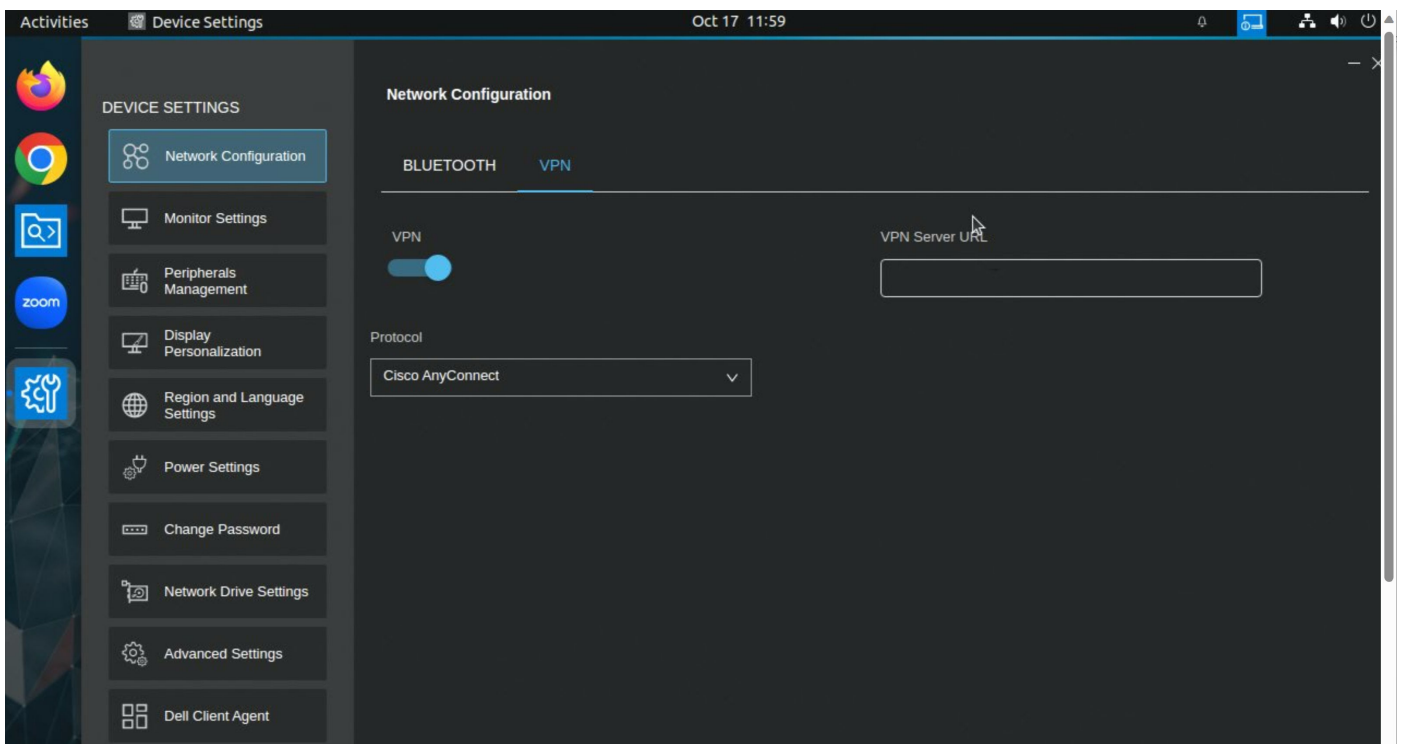 Activities
Device Settings
Oct 17 11:59
DEVICE SETTINGS
Network Configuration
Monitor Settings
Peripherals
Management
Display
Personalization
Region and Language
Settings
Power Settings
Change Password
Network Drive Settings
Advanced Settings
Dell Client Agent
zoom
Network Configuration
BLUETOOTH
VPN
VPN
VPN Server URL
Protocol
Cisco AnyConnect